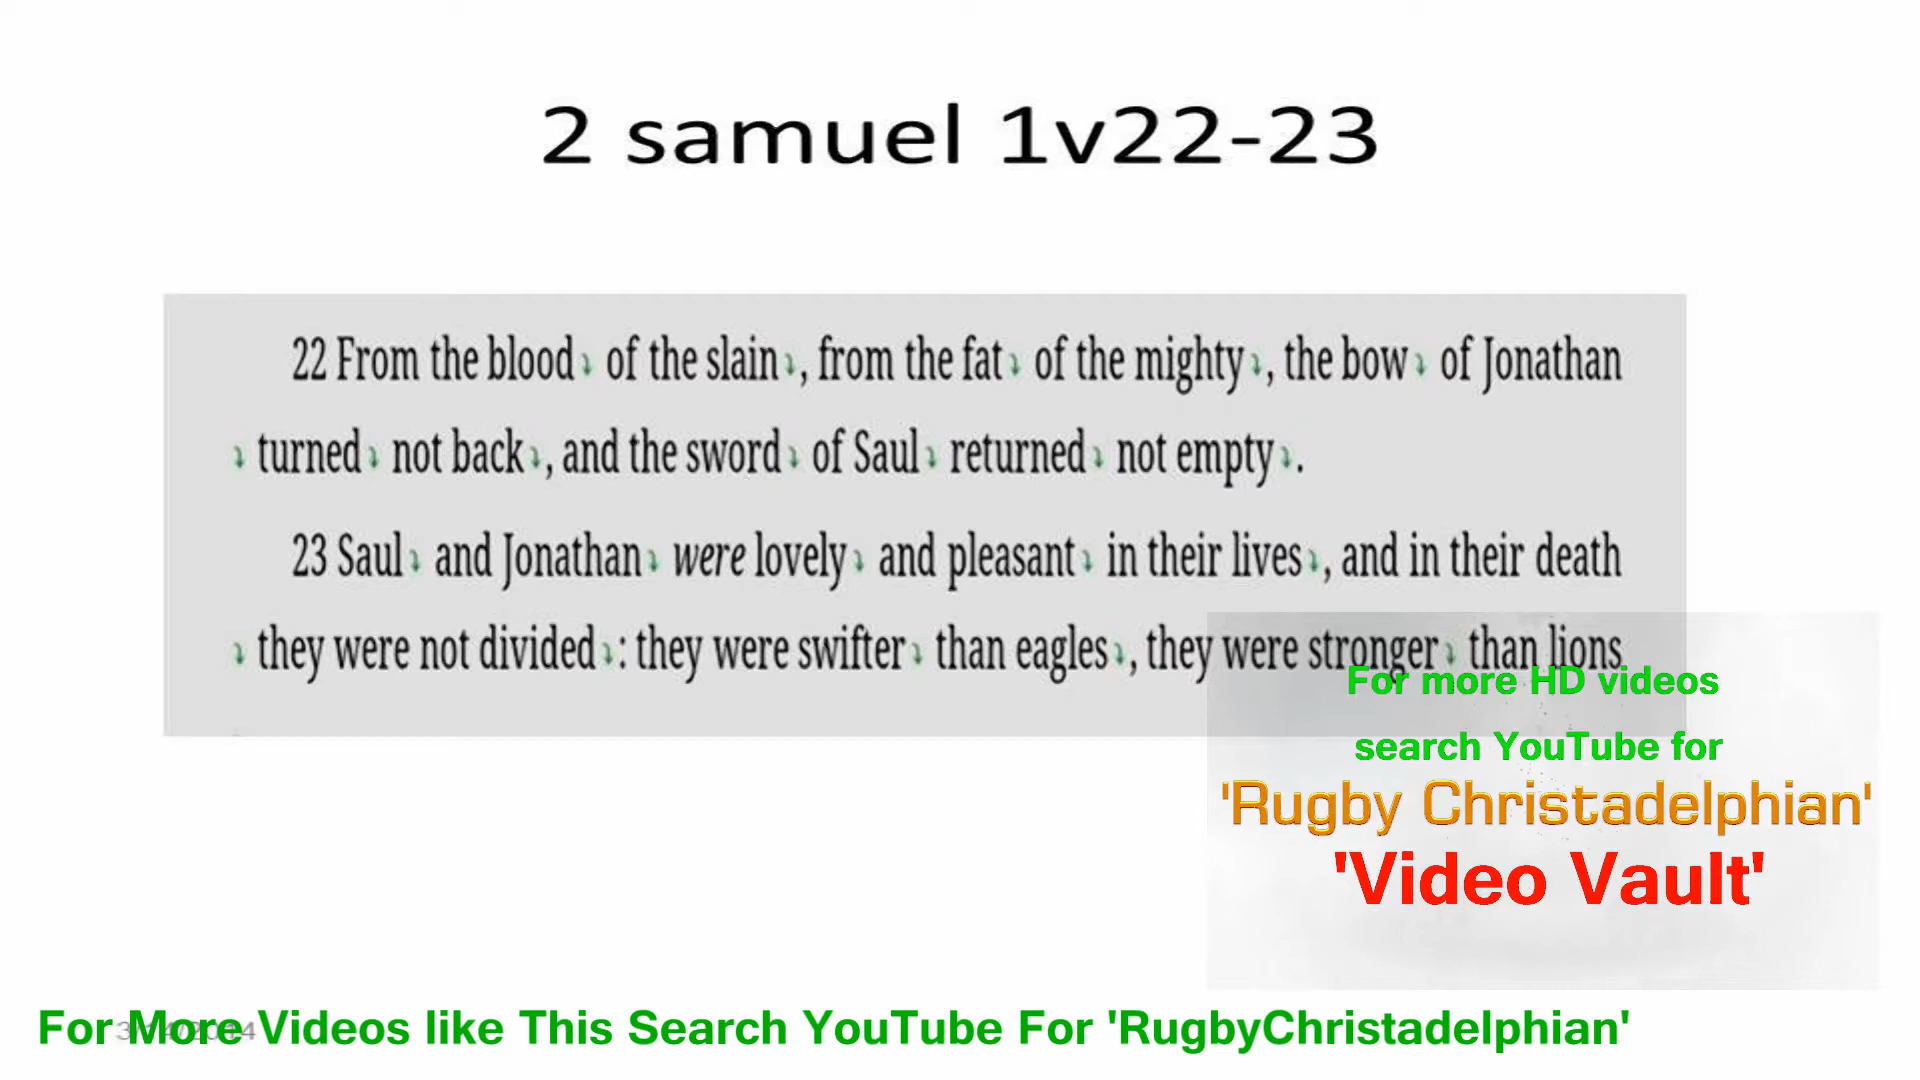 2 samuel 1v22-23
22 From the blood of the slain, from the fat of the mighty, the bow of Jonathan
turned not back, and the sword of Saul returned not empty.
23 Saul and Jonathan were lovely and pleasant in their lives, and in their death
they were not divided: they were swifter than eagles, they were stronger than lions
For more HD videos
search YouTube for
'Rugby Christadelphian'
'Video Vault'
For More Videos like This Search YouTube For 'RugbyChristadelphian'